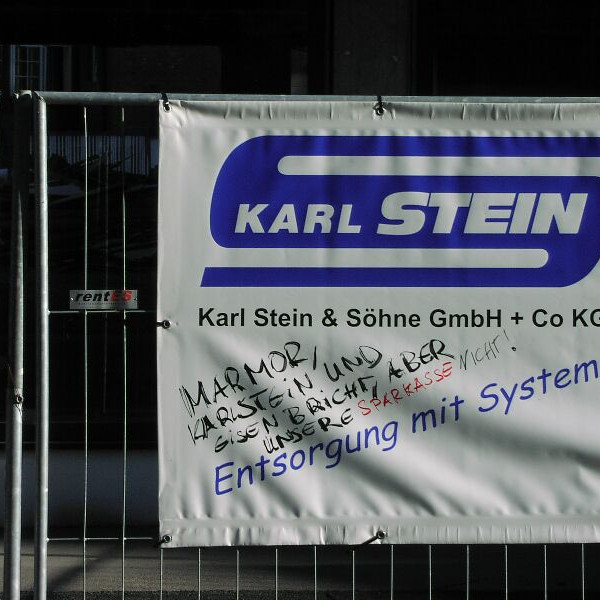 KARL STEIN
rentES
Karl Stein & Söhne GmbH + Co KG
MARMOR,
KARLSTEIN UND
EISEN BRICHT, ABER
UNSERE SPARKASSE NICHT!
Entsorgung mit System